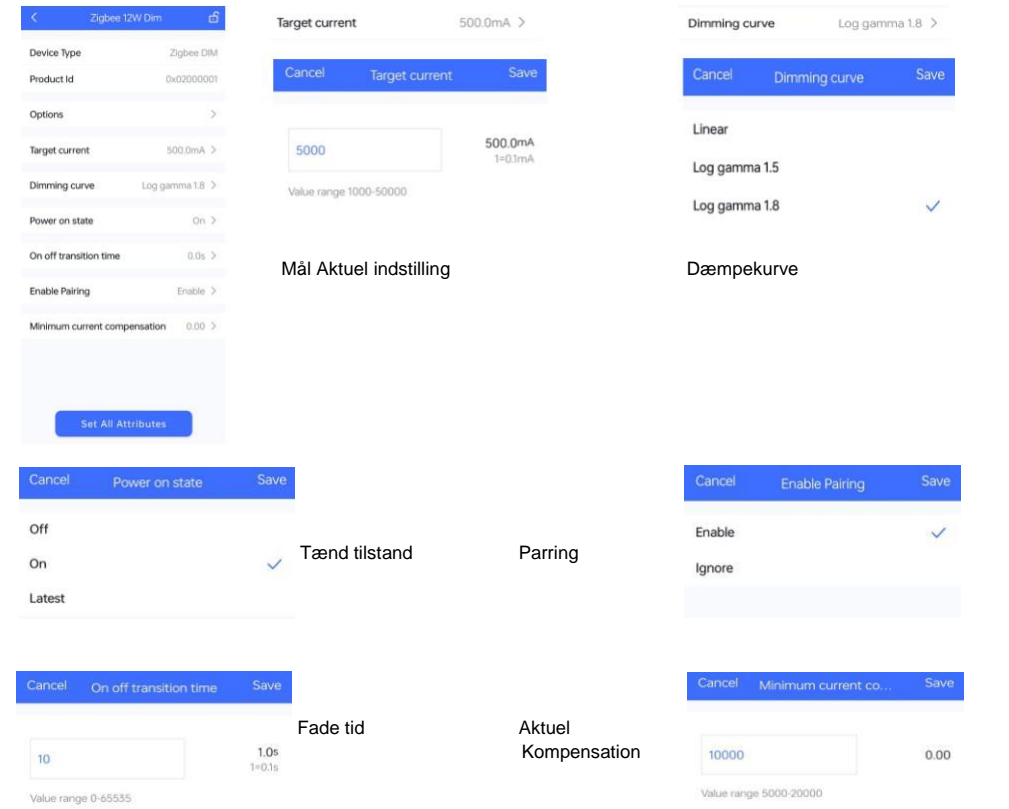 Zigbee 12W Dim
Device Type Zigbee DIM
Product Id 0x02000001
Options
Target current 500.0mA
Dimming curve Log gamma 1.8
Power on state On
On off transition time 0.0s
Enable Pairing Enable
Minimum current compensation 0.00
Set All Attributes
Target current 500.0mA
Cancel Target current Save
5000 500.0mA
1=0.1mA
Value range 1000-50000
Mål Aktuel indstilling
Dimming curve Log gamma 1.8
Cancel Dimming curve Save
Linear
Log gamma 1.5
Log gamma 1.8
Dæmpekurve
Cancel Power on state Save
Off
On
Latest
Tænd tilstand
Parring
Cancel Enable Pairing Save
Enable
Ignore
Cancel On off transition time Save
10 1.0s
1=0.1s
Value range 0-65535
Fade tid
Aktuel
Kompensation
Cancel Minimum current co... Save
10000 0.00
Value range 5000-20000